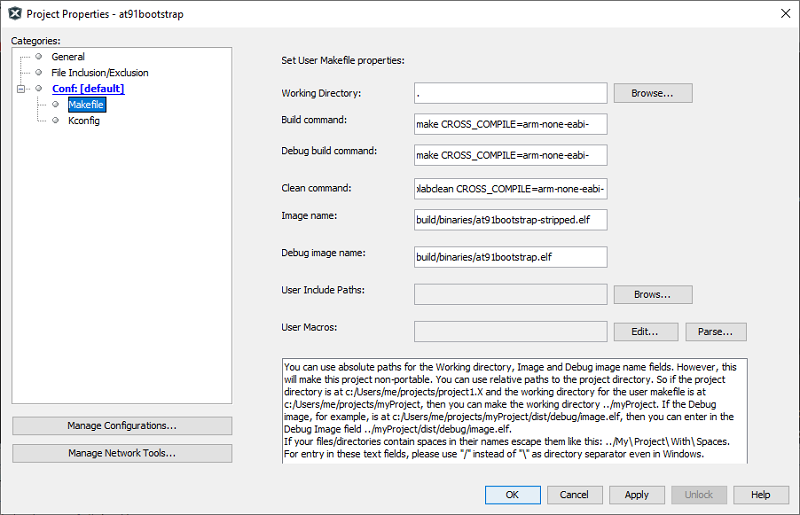 Project Properties - at91bootstrap
Categories:
General
File Inclusion/Exclusion
Conf: [default]
Makefile
Kconfig
Manage Configurations...
Manage Network Tools...
Set User Makefile properties:
Working Directory:
.
Browse...
Build command:
make CROSS_COMPILE=arm-none-eabi-
Debug build command:
make CROSS_COMPILE=arm-none-eabi-
Clean command:
labclean CROSS_COMPILE=arm-none-eabi-
Image name:
build/binaries/at91bootstrap-stripped.elf
Debug image name:
build/binaries/at91bootstrap.elf
User Include Paths:
Brows...
User Macros:
Edit...
Parse...
You can use absolute paths for the Working directory, Image and Debug image name fields. However, this
will make this project non-portable. You can use relative paths to the project directory. So if the project
directory is at c:/Users/me/projects/project1.X and the working directory for the user makefile is at
c:/Users/me/projects/myProject, then you can make the working directory ../myProject. If the Debug
image, for example, is at c:/Users/me/projects/myProject/dist/debug/image.elf, then you can enter in the
Debug Image field ../myProject/dist/debug/image.elf.
If your files/directories contain spaces in their names escape them like this: ../My\ Project\ With\ Spaces.
For entry in these text fields, please use "/" instead of "\" as directory separator even in Windows.
OK
Cancel
Apply
Unlock
Help